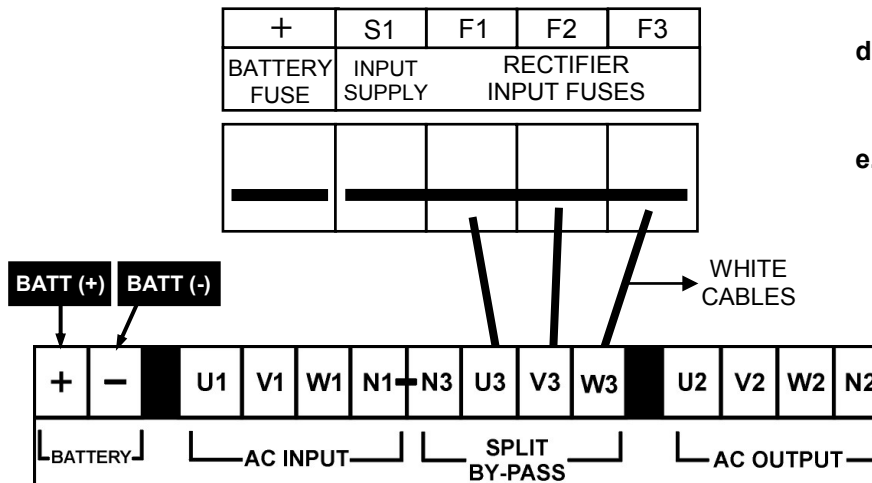 + S1 F1 F2 F3
BATTERY FUSE INPUT SUPPLY RECTIFIER INPUT FUSES
d
e.
BATT (+) BATT (-)
WHITE
CABLES
+ - U1 V1 W1 N1 N3 U3 V3 W3 U2 V2 W2 N2
BATTERY AC INPUT SPLIT BY-PASS AC OUTPUT